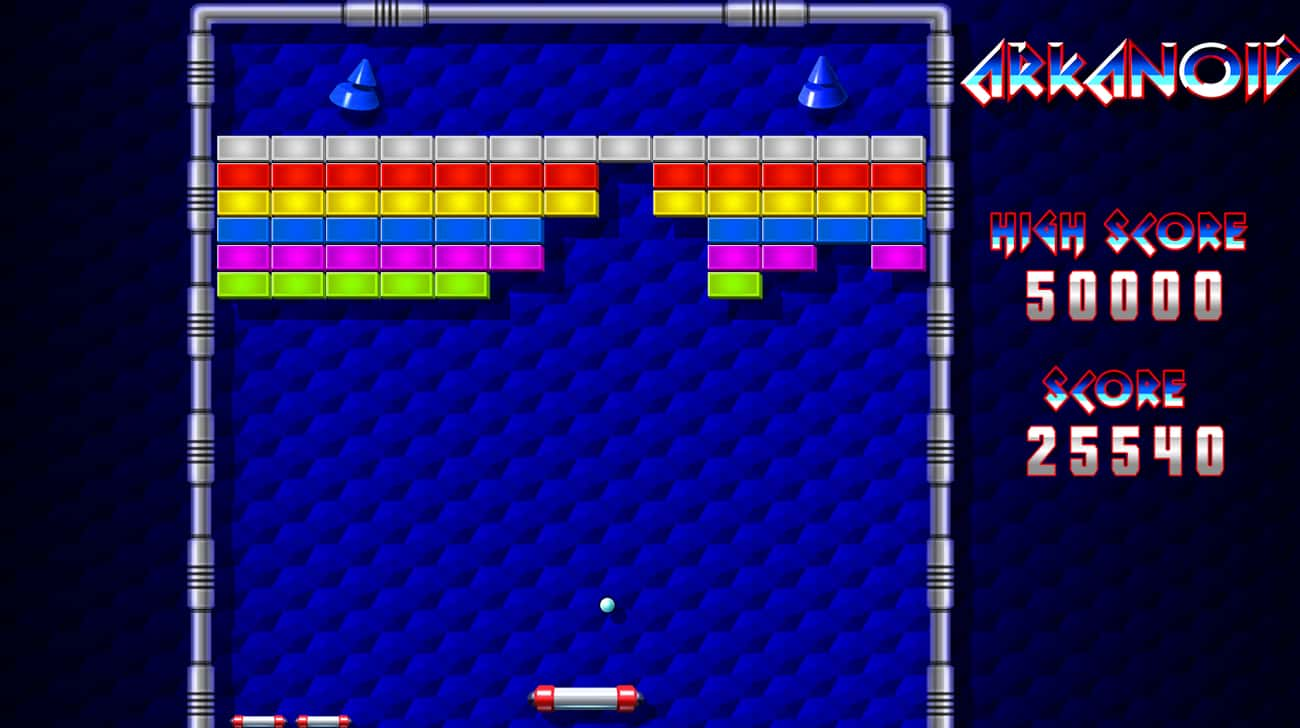 ARKANOID
HIGH SCORE
50000
SCORE
25540